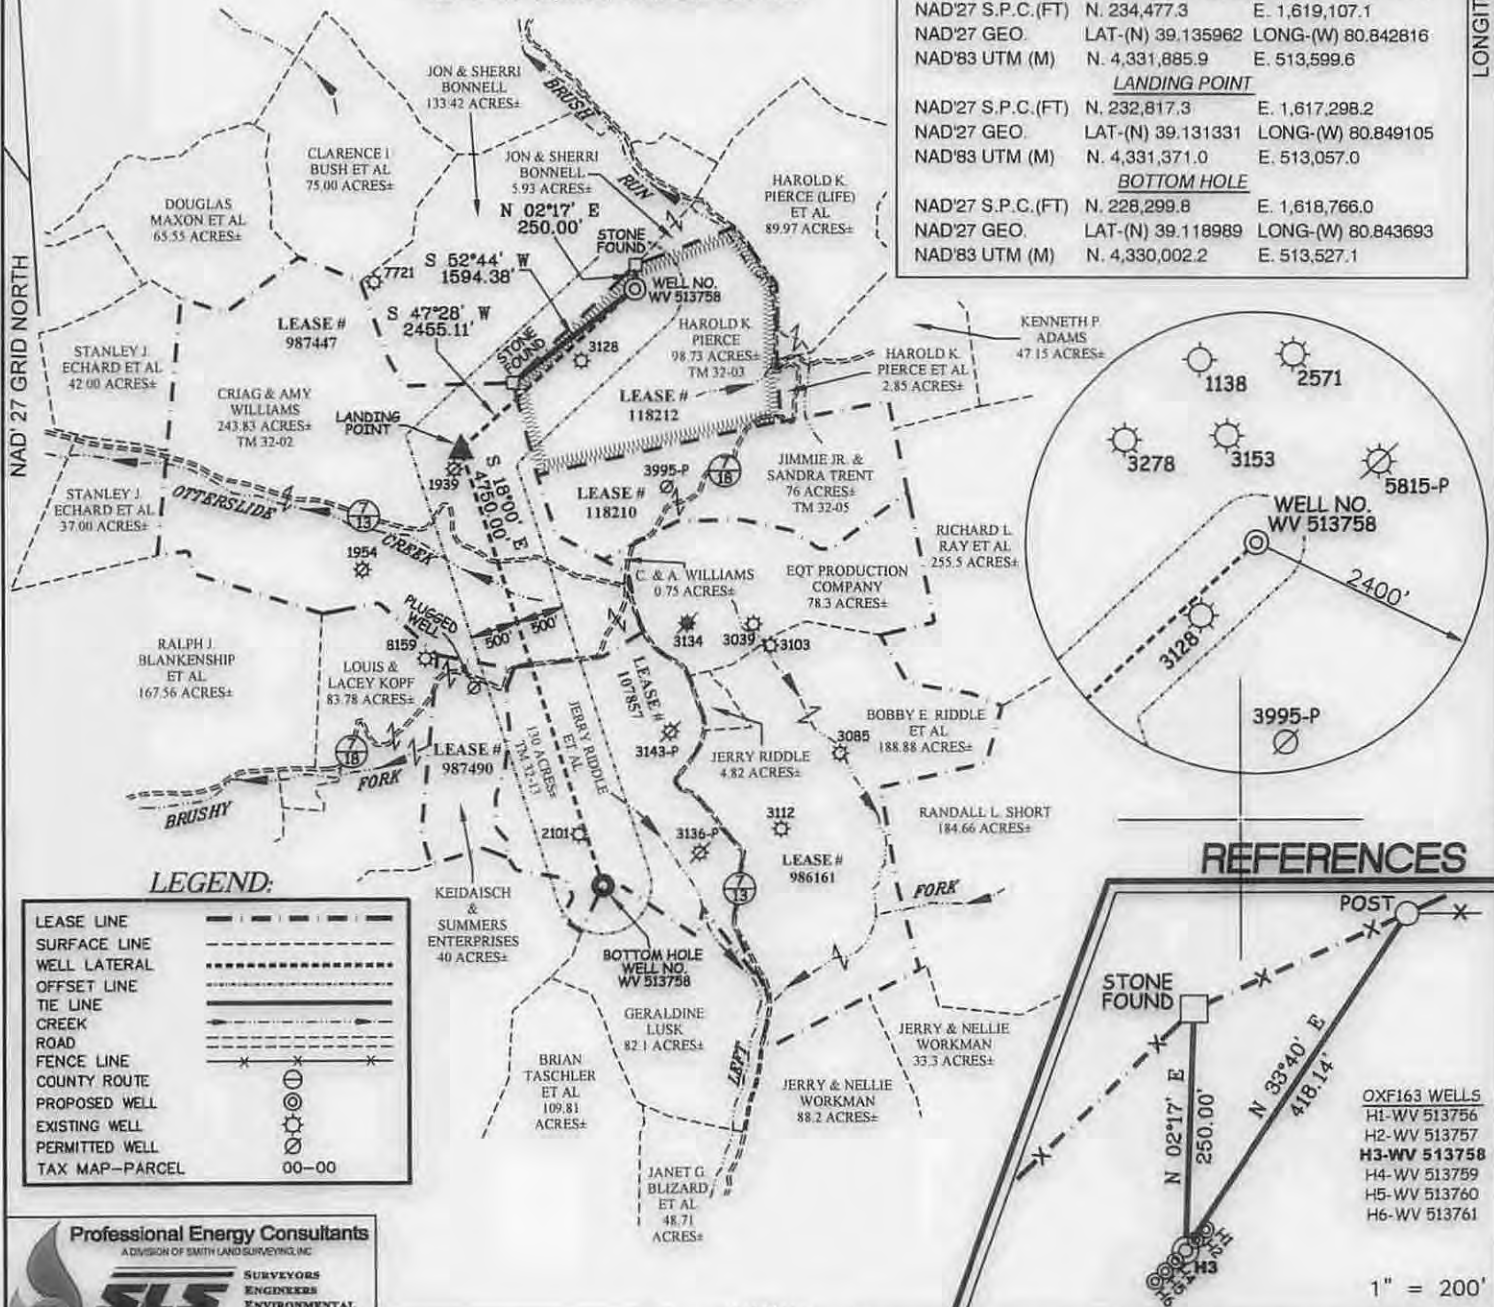 NAD'27 S.P.C.(FT) N. 234,477.3 E. 1,619,107.1
NAD'27 GEO. LAT-(N) 39.135962 LONG-(W) 80.842816
NAD'83 UTM (M) N. 4,331,885.9 E. 513,599.6
LANDING POINT
NAD'27 S.P.C.(FT) N. 232,817.3 E. 1,617,298.2
NAD'27 GEO. LAT-(N) 39.131331 LONG-(W) 80.849105
NAD'83 UTM (M) N. 4,331,371.0 E. 513,057.0
BOTTOM HOLE
NAD'27 S.P.C.(FT) N. 228,299.8 E. 1,618,766.0
NAD'27 GEO. LAT-(N) 39.118989 LONG-(W) 80.843693
NAD'83 UTM (M) N. 4,330,002.2 E. 513,527.1
NAD' 27 GRID NORTH
JON & SHERRI
BONNELL
133.42 ACRES±
BRUSH
RUN
CLARENCE I
BUSH ET AL
75.00 ACRES±
JON & SHERRI
BONNELL
5.93 ACRES±
HAROLD K.
PIERCE (LIFE)
ET AL
89.97 ACRES±
DOUGLAS
MAXON ET AL
65.55 ACRES±
N 02°17' E
250.00'
STONE
FOUND
S 52°44' W
1594.38'
7721
WELL NO.
WV 513758
S 47°28' W
2455.11'
LEASE #
987447
STONE
FOUND
3128
HAROLD K
PIERCE
98.73 ACRES±
TM 32-03
KENNETH P
ADAMS
47.15 ACRES±
HAROLD K.
PIERCE ET AL
2.85 ACRES±
STANLEY J.
ECHARD ET AL
42.00 ACRES±
CRIAG & AMY
WILLIAMS
243.83 ACRES±
TM 32-02
LEASE #
118212
LANDING
POINT
1939
S 18°00' E
4750.00'
3995-P
7
18
LEASE #
118210
JIMMIE JR. &
SANDRA TRENT
76 ACRES±
TM 32-05
STANLEY J.
ECHARD ET AL
37.00 ACRES±
OTTERSLIDE
CREEK
7
13
1954
RICHARD L
RAY ET AL
255.5 ACRES±
C. & A. WILLIAMS
0.75 ACRES±
EQT PRODUCTION
COMPANY
78.3 ACRES±
PLUGGED
WELL
8159
500'
500'
3134
3039
3103
RALPH J.
BLANKENSHIP
ET AL
167.56 ACRES±
LOUIS &
LACEY KOPF
83.78 ACRES±
LEASE #
107857
BOBBY E. RIDDLE
ET AL
188.88 ACRES±
3085
7
18
LEASE #
987490
JERRY RIDDLE
ET AL
130 ACRES±
TM 32-13
3143-P
JERRY RIDDLE
4.82 ACRES±
BRUSHY
FORK
2101
3136-P
3112
LEASE #
986161
RANDALL L. SHORT
184.66 ACRES±
7
13
FORK
KEIDAISCH
&
SUMMERS
ENTERPRISES
40 ACRES±
BOTTOM HOLE
WELL NO.
WV 513758
GERALDINE
LUSK
82.1 ACRES±
LEFT
BRIAN
TASCHLER
ET AL
109.81
ACRES±
JERRY & NELLIE
WORKMAN
33.3 ACRES±
JERRY & NELLIE
WORKMAN
88.2 ACRES±
JANET G.
BLIZARD
ET AL
48.71
ACRES±
1138
2571
3278
3153
5815-P
WELL NO.
WV 513758
2400'
3128
3995-P
LEGEND:
LEASE LINE
SURFACE LINE
WELL LATERAL
OFFSET LINE
TIE LINE
CREEK
ROAD
FENCE LINE
COUNTY ROUTE
PROPOSED WELL
EXISTING WELL
PERMITTED WELL
TAX MAP-PARCEL 00-00
REFERENCES
POST
STONE
FOUND
N 02°17' E
250.00'
N 33°40' E
418.14'
OXF163 WELLS
H1-WV 513756
H2-WV 513757
H3-WV 513758
H4-WV 513759
H5-WV 513760
H6-WV 513761
H1
H2
H3
H4
H5
H6
1" = 200'
Professional Energy Consultants
A DIVISION OF SMITH LAND SURVEYING, INC
SLS
SURVEYORS
ENGINEERS
ENVIRONMENTAL